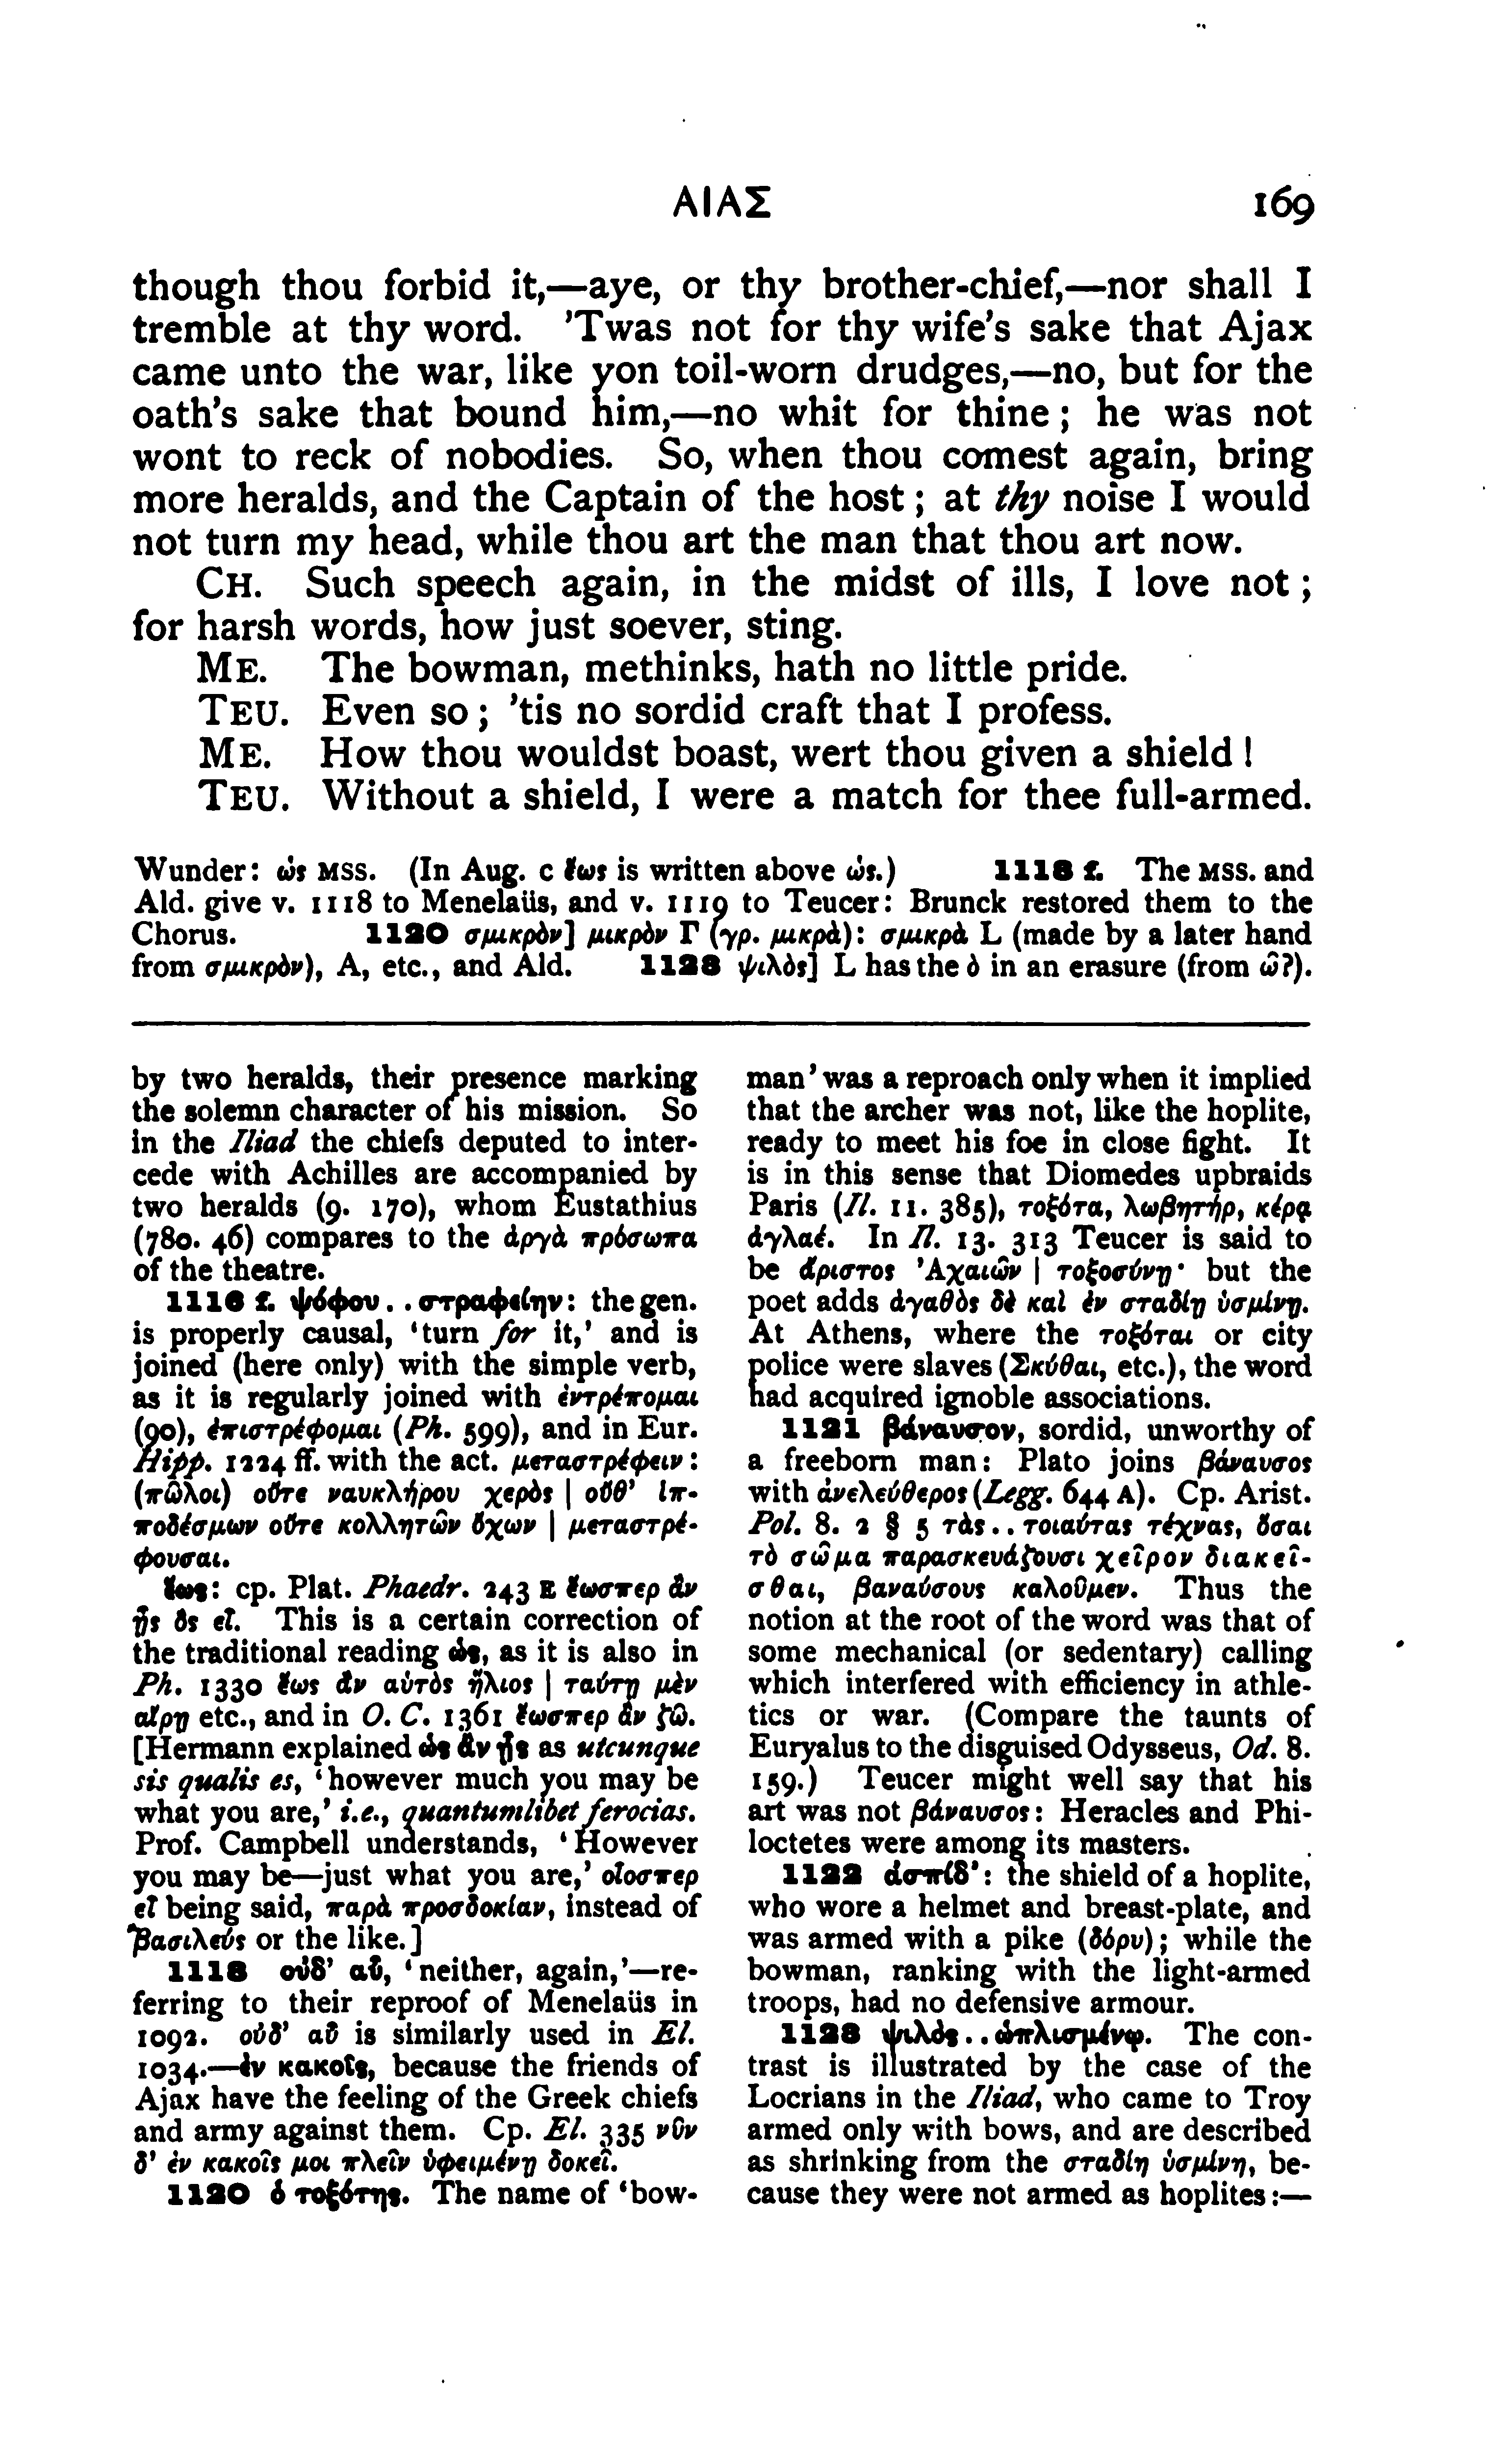 ΑΙΑΣ 169
though thou forbid it,—aye, or thy brother-chief,—nor shall I
tremble at thy word. 'Twas not for thy wife's sake that Ajax
came unto the war, like yon toil-worn drudges,—no, but for the
oath's sake that bound him,—no whit for thine; he was not
wont to reck of nobodies. So, when thou comest again, bring
more heralds, and the Captain of the host; at thy noise I would
not turn my head, while thou art the man that thou art now.
CH. Such speech again, in the midst of ills, I love not;
for harsh words, how just soever, sting.
ME. The bowman, methinks, hath no little pride.
TEU. Even so; 'tis no sordid craft that I profess.
ME. How thou wouldst boast, wert thou given a shield!
TEU. Without a shield, I were a match for thee full-armed.
Wunder: ὡς MSS. (In Aug. c ἕως is written above ὡς.) 1118 f. The MSS. and
Ald. give v. 1118 to Menelaüs, and v. 1119 to Teucer: Brunck restored them to the
Chorus. 1120 σμικρὸν] μικρὸν Γ (γρ. μικρὰ): σμικρὰ L (made by a later hand
from σμικρὸν), A, etc., and Ald. 1123 ψιλὸς] L has the ὸ in an erasure (from ῶ?).
by two heralds, their presence marking
the solemn character of his mission. So
in the Iliad the chiefs deputed to inter-
cede with Achilles are accompanied by
two heralds (9. 170), whom Eustathius
(780. 46) compares to the ἀργὰ πρόσωπα
of the theatre.
1116 f. ψόφου..στραφείην: the gen.
is properly causal, 'turn for it,' and is
joined (here only) with the simple verb,
as it is regularly joined with ἐντρέπομαι
(90), ἐπιστρέφομαι (Ph. 599), and in Eur.
Hipp. 1224 ff. with the act. μεταστρέφειν:
(πῶλοι) οὔτε ναυκλήρου χερὸς | οὔθ' ἱπ-
ποδέσμων οὔτε κολλητῶν ὄχων | μεταστρέ-
φουσαι.
ἕως: cp. Plat. Phaedr. 243 E ἕωσπερ ἂν
ᾖς ὃς εἶ. This is a certain correction of
the traditional reading ὡς, as it is also in
Ph. 1330 ἕως ἂν αὑτὸς ἥλιος | ταύτῃ μὲν
αἴρῃ etc., and in O. C. 1361 ἕωσπερ ἂν ζῶ.
[Hermann explained ὡς ἂν ᾖς as utcunque
sis qualis es, 'however much you may be
what you are,' i.e., quantumlibet ferocias.
Prof. Campbell understands, 'However
you may be—just what you are,' οἷοσπερ
εἶ being said, παρὰ προσδοκίαν, instead of
βασιλεύς or the like.]
1118 οὐδ' αὖ, 'neither, again,'—re-
ferring to their reproof of Menelaüs in
1092. οὐδ' αὖ is similarly used in El.
1034.—ἐν κακοῖς, because the friends of
Ajax have the feeling of the Greek chiefs
and army against them. Cp. El. 335 νῦν
δ' ἐν κακοῖς μοι πλεῖν ὑφειμένῃ δοκεῖ.
1120 ὁ τοξότης. The name of 'bow-
man' was a reproach only when it implied
that the archer was not, like the hoplite,
ready to meet his foe in close fight. It
is in this sense that Diomedes upbraids
Paris (Il. 11. 385), τοξότα, λωβητήρ, κέρᾳ
ἀγλαέ. In Il. 13. 313 Teucer is said to
be ἄριστος Ἀχαιῶν | τοξοσύνῃ· but the
poet adds ἀγαθὸς δὲ καὶ ἐν σταδίῃ ὑσμίνῃ.
At Athens, where the τοξόται or city
police were slaves (Σκύθαι, etc.), the word
had acquired ignoble associations.
1121 βάναυσον, sordid, unworthy of
a freeborn man: Plato joins βάναυσος
with ἀνελεύθερος (Legg. 644 A). Cp. Arist.
Pol. 8. 2 § 5 τὰς..τοιαύτας τέχνας, ὅσαι
τὸ σῶμα παρασκευάζουσι χεῖρον διακεῖ-
σθαι, βαναύσους καλοῦμεν. Thus the
notion at the root of the word was that of
some mechanical (or sedentary) calling
which interfered with efficiency in athle-
tics or war. (Compare the taunts of
Euryalus to the disguised Odysseus, Od. 8.
159.) Teucer might well say that his
art was not βάναυσος: Heracles and Phi-
loctetes were among its masters.
1122 ἀσπίδ': the shield of a hoplite,
who wore a helmet and breast-plate, and
was armed with a pike (δόρυ); while the
bowman, ranking with the light-armed
troops, had no defensive armour.
1123 ψιλὸς..ὡπλισμένῳ. The con-
trast is illustrated by the case of the
Locrians in the Iliad, who came to Troy
armed only with bows, and are described
as shrinking from the σταδίη ὑσμίνη, be-
cause they were not armed as hoplites:—